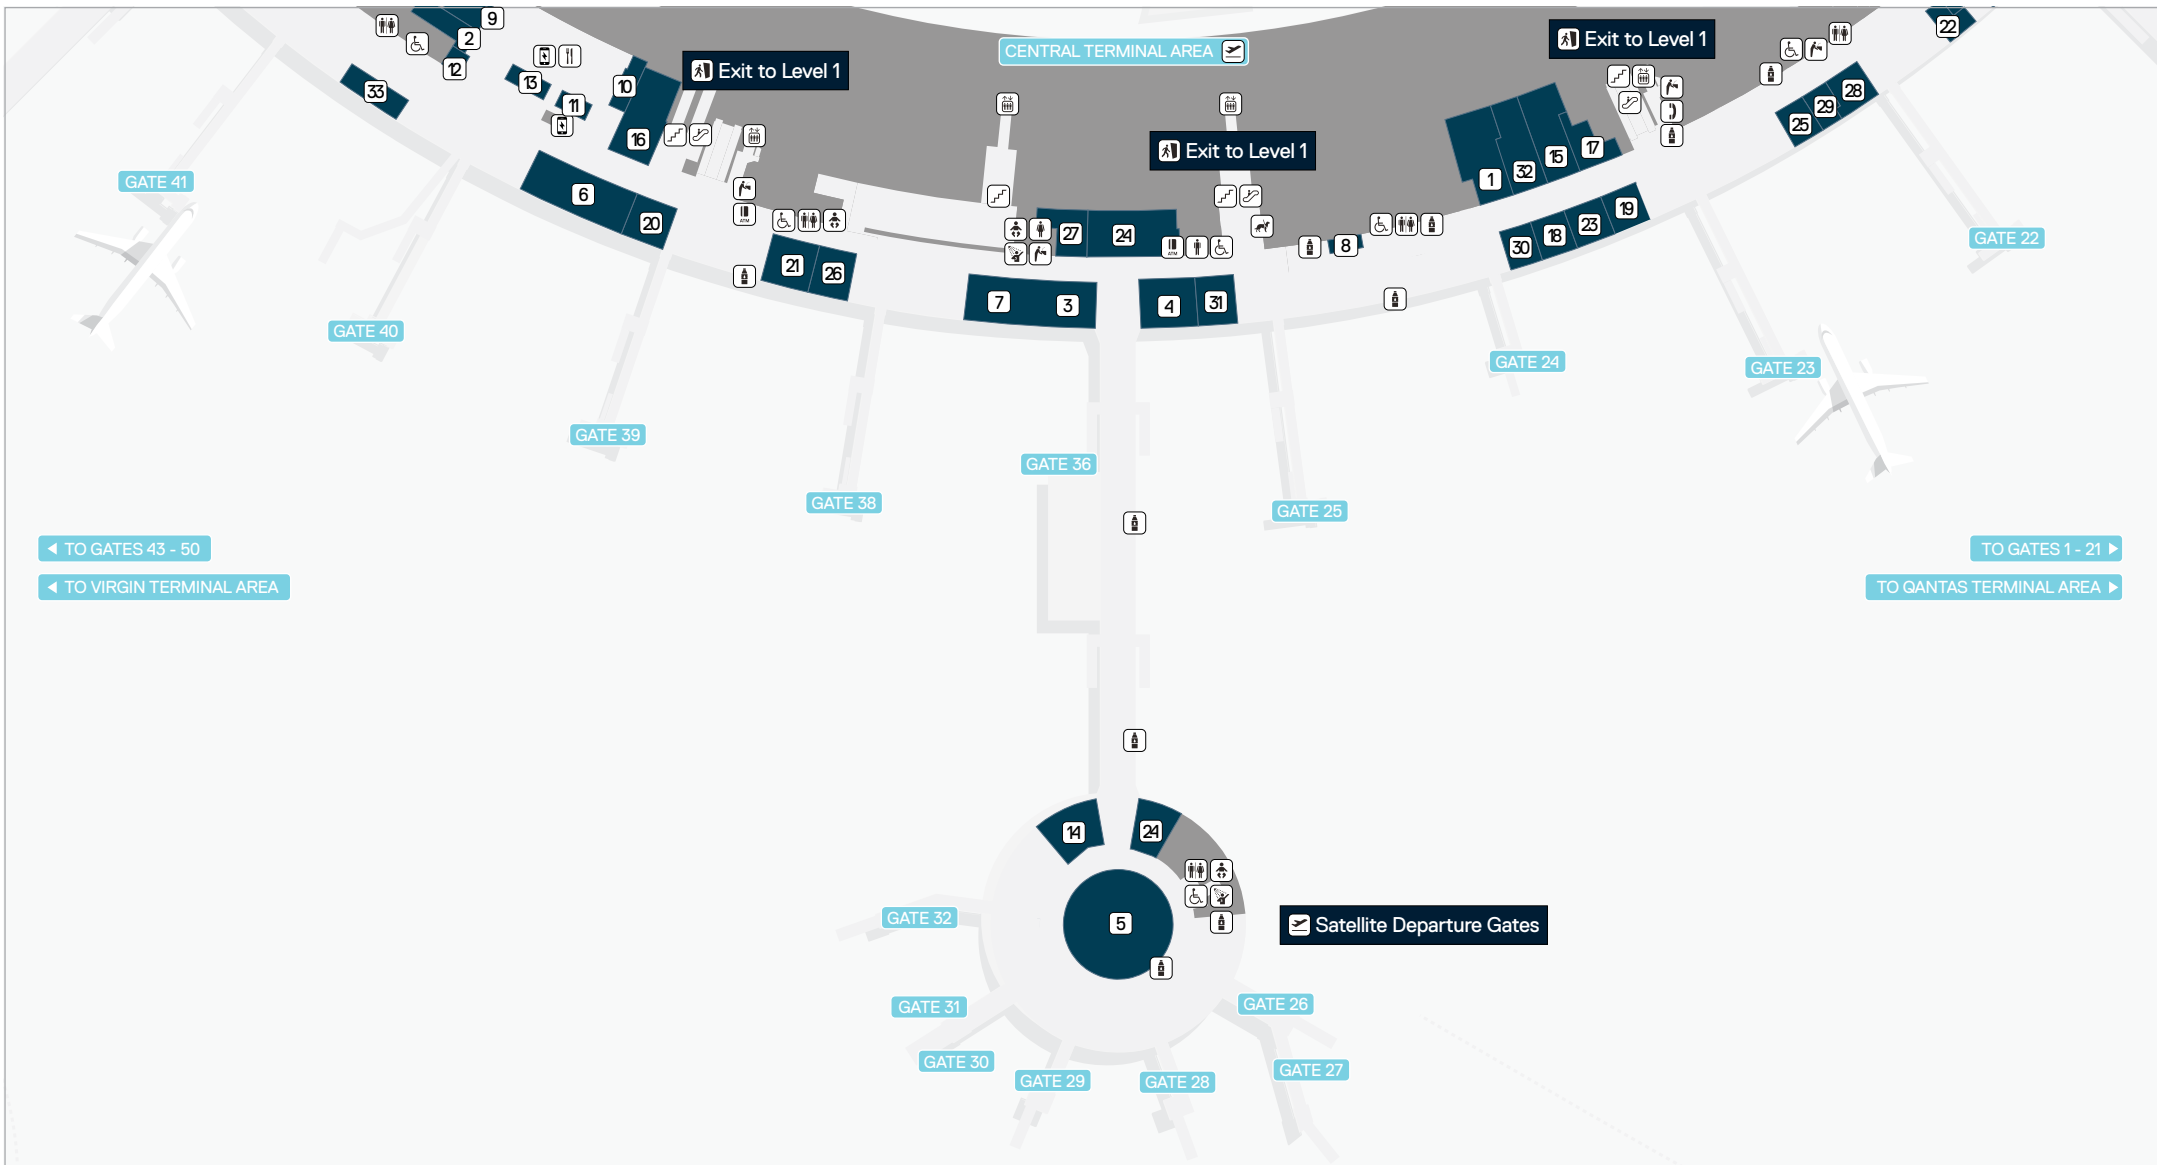 9
2
12
13
33
11
10
16
Exit to Level 1
CENTRAL TERMINAL AREA
Exit to Level 1
Exit to Level 1
22
28
29
25
1
32
15
17
GATE 41
6
20
ATM
21
26
27
24
ATM
8
30
18
23
19
GATE 22
7
3
4
31
GATE 40
GATE 24
GATE 23
GATE 39
GATE 36
GATE 38
GATE 25
TO GATES 43 - 50
TO VIRGIN TERMINAL AREA
TO GATES 1 - 21
TO QANTAS TERMINAL AREA
14
24
5
GATE 32
Satellite Departure Gates
GATE 31
GATE 26
GATE 30
GATE 29
GATE 28
GATE 27